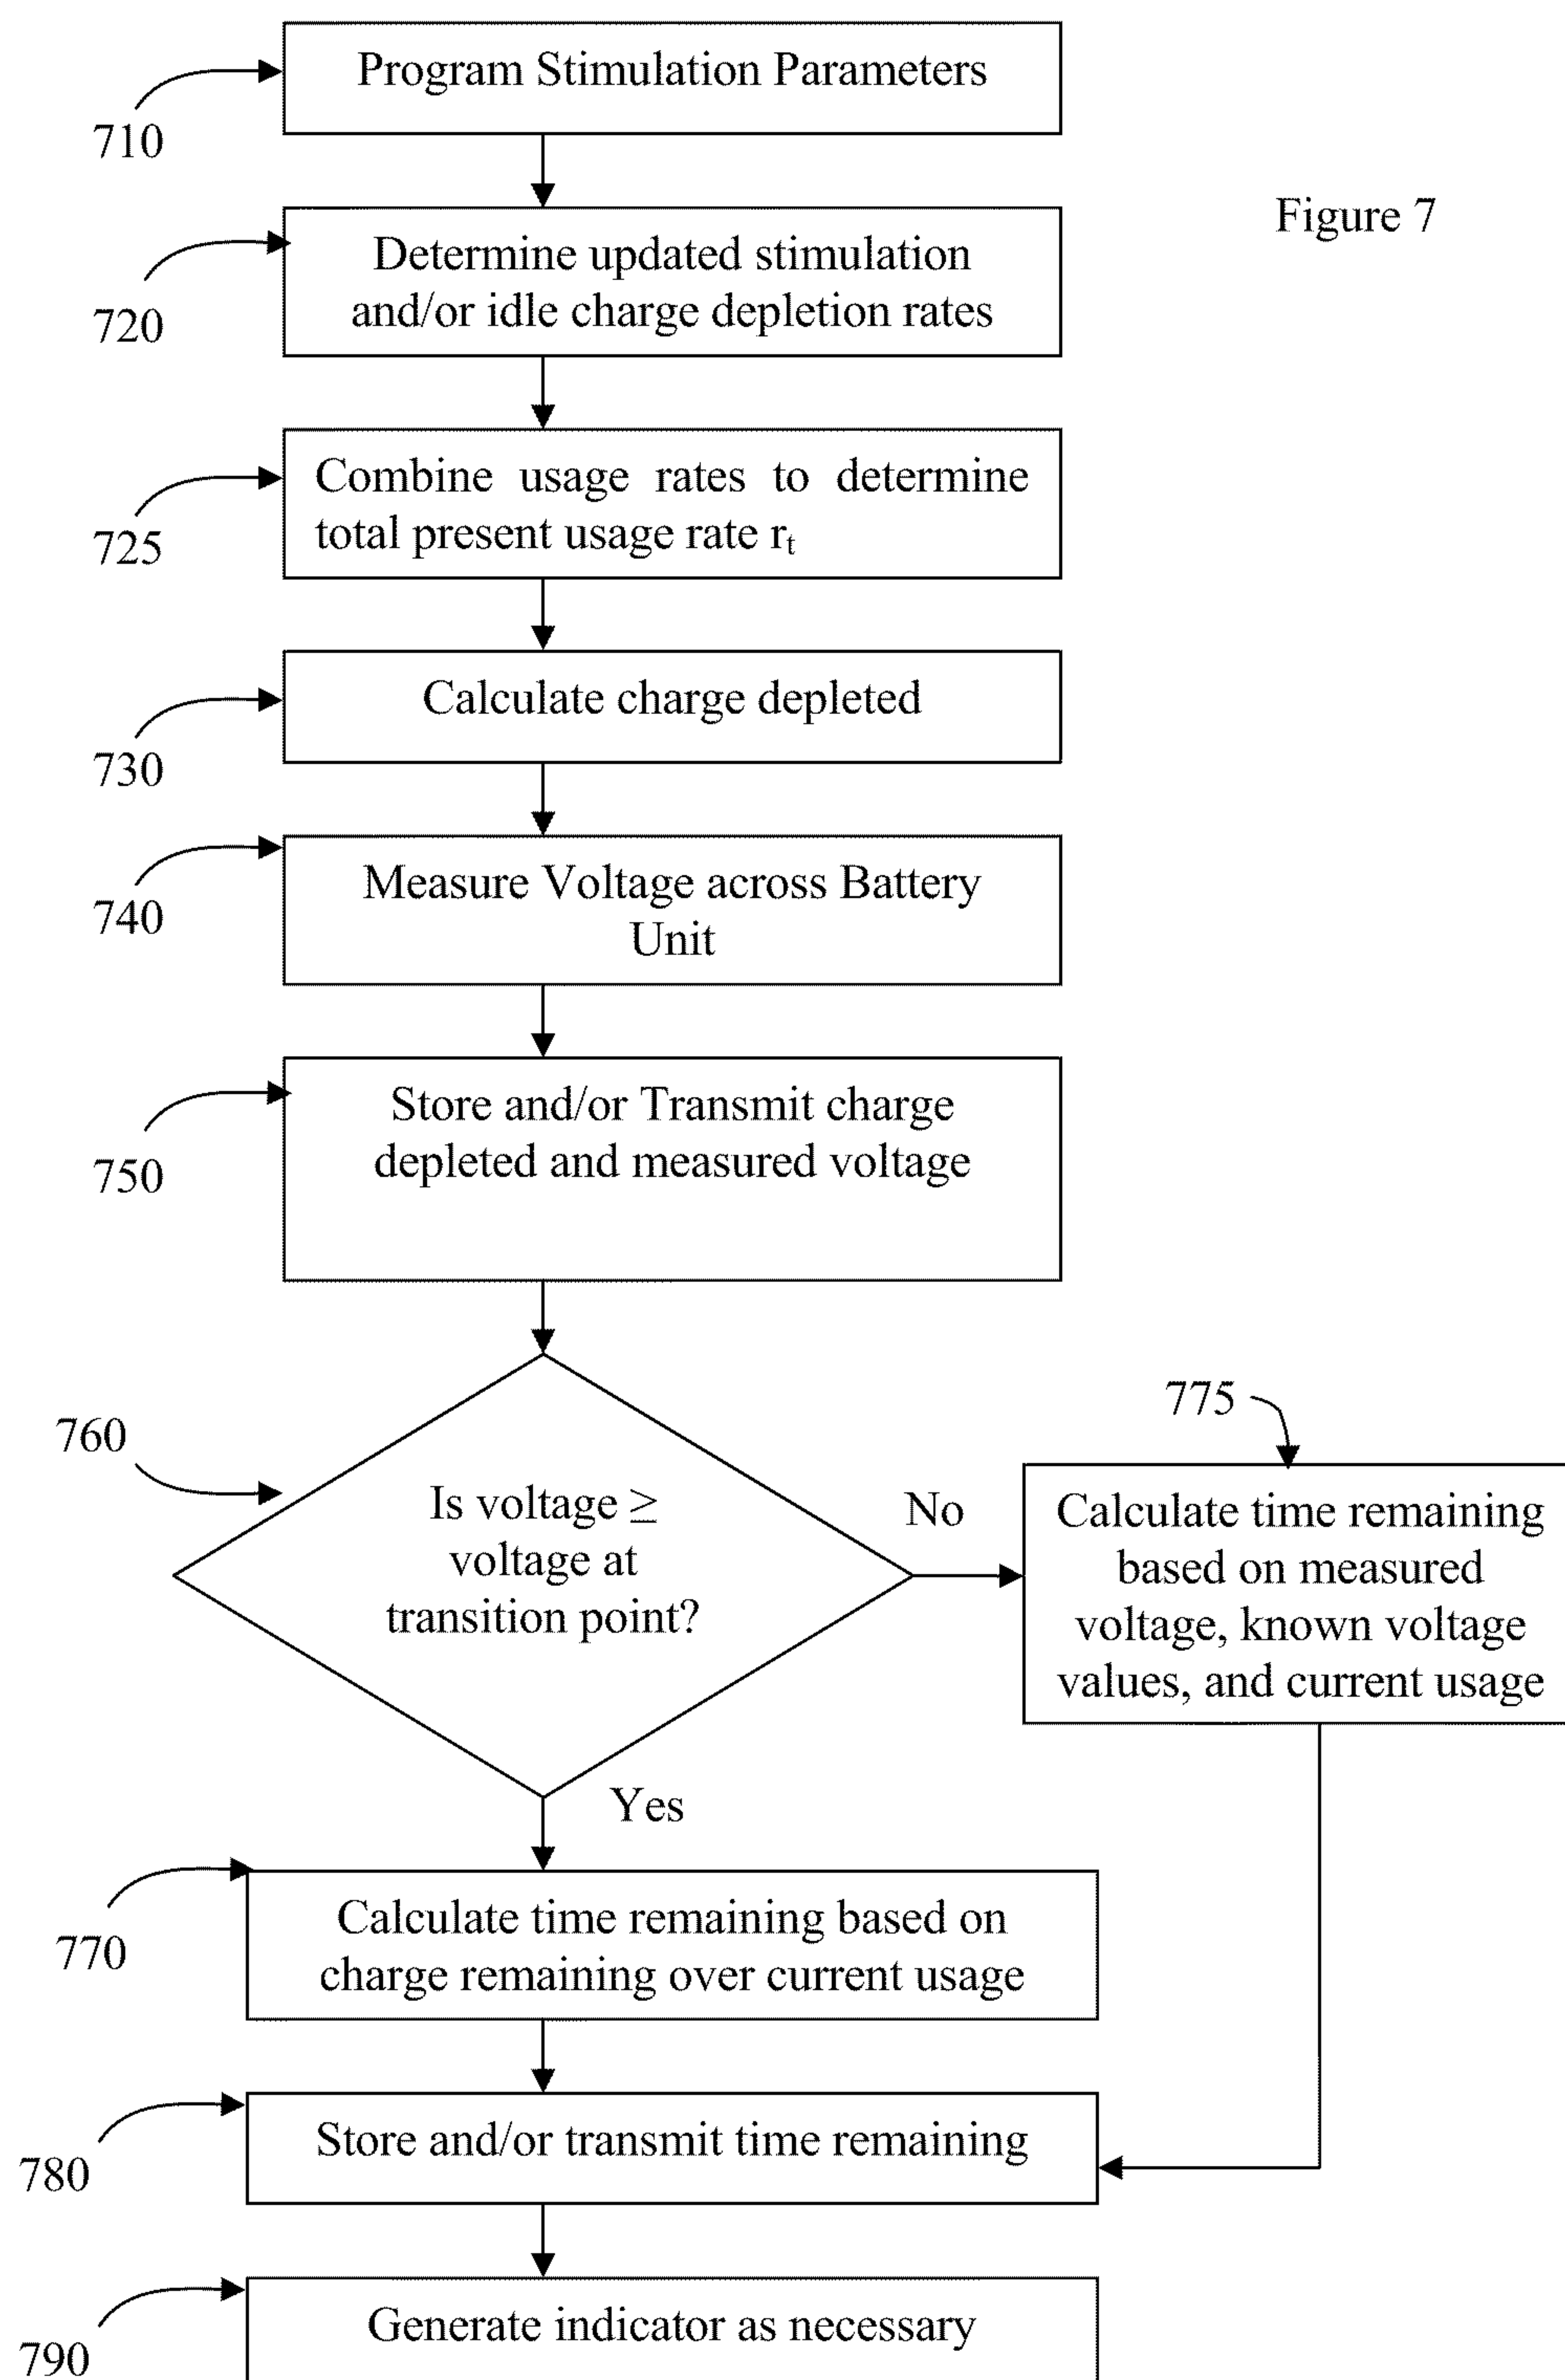 Program Stimulation Parameters
710
Figure 7
Determine updated stimulation
and/or idle charge depletion rates
720
Combine usage rates to determine
total present usage rate rₜ
725
Calculate charge depleted
730
Measure Voltage across Battery
Unit
740
Store and/or Transmit charge
depleted and measured voltage
750
760
Is voltage ≥
voltage at
transition point?
No
775
Calculate time remaining
based on measured
voltage, known voltage
values, and current usage
Yes
Calculate time remaining based on
charge remaining over current usage
770
Store and/or transmit time remaining
780
Generate indicator as necessary
790